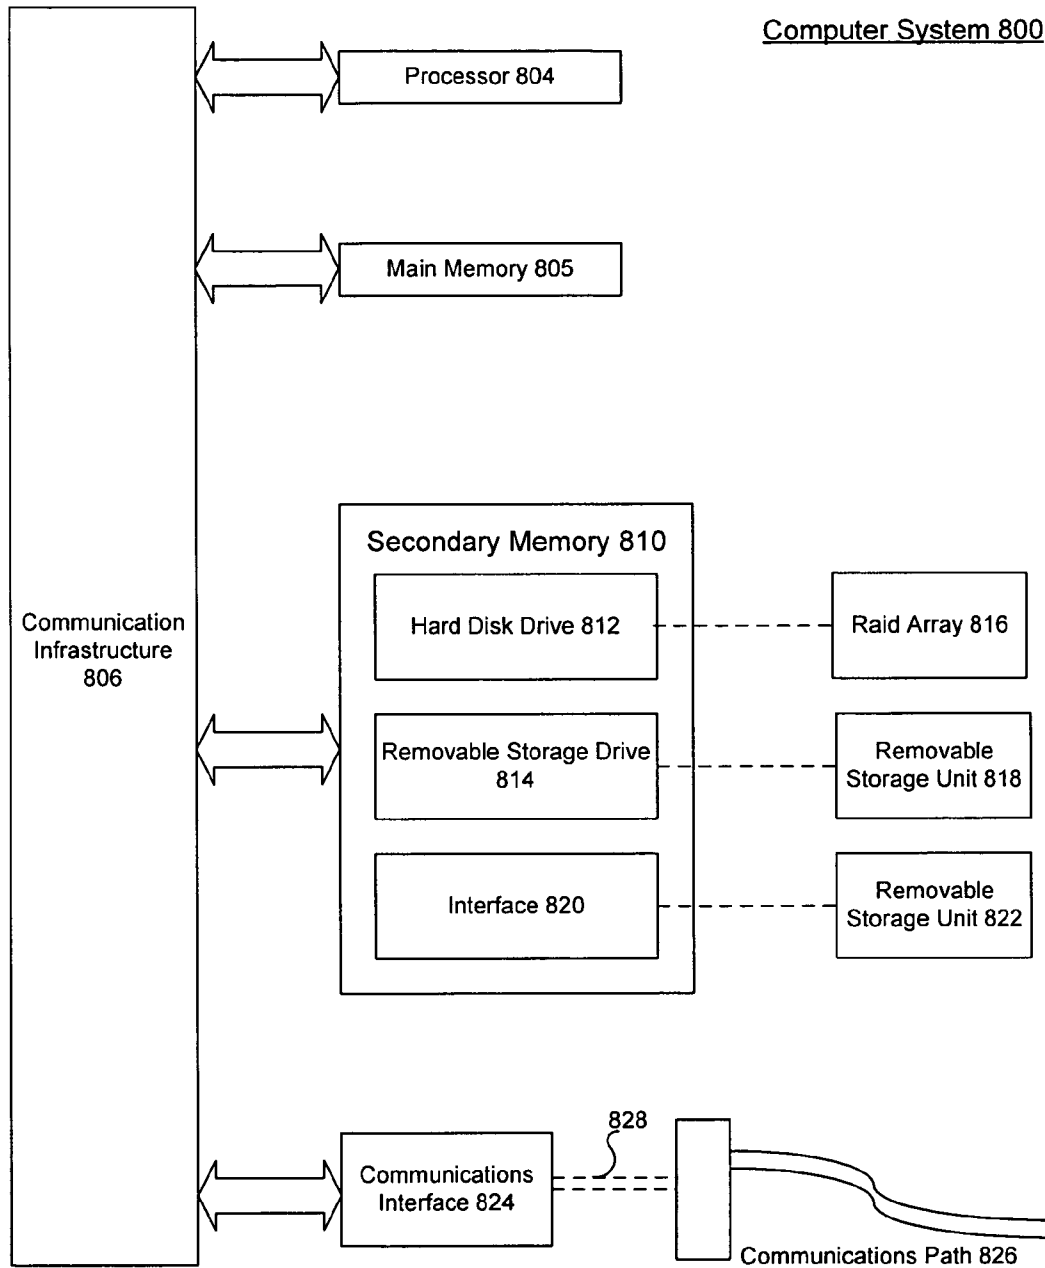 Computer System 800
Processor 804
Main Memory 805
Secondary Memory 810
Hard Disk Drive 812
Raid Array 816
Communication
Infrastructure
806
Removable Storage Drive
814
Removable
Storage Unit 818
Interface 820
Removable
Storage Unit 822
828
Communications
Interface 824
Communications Path 826